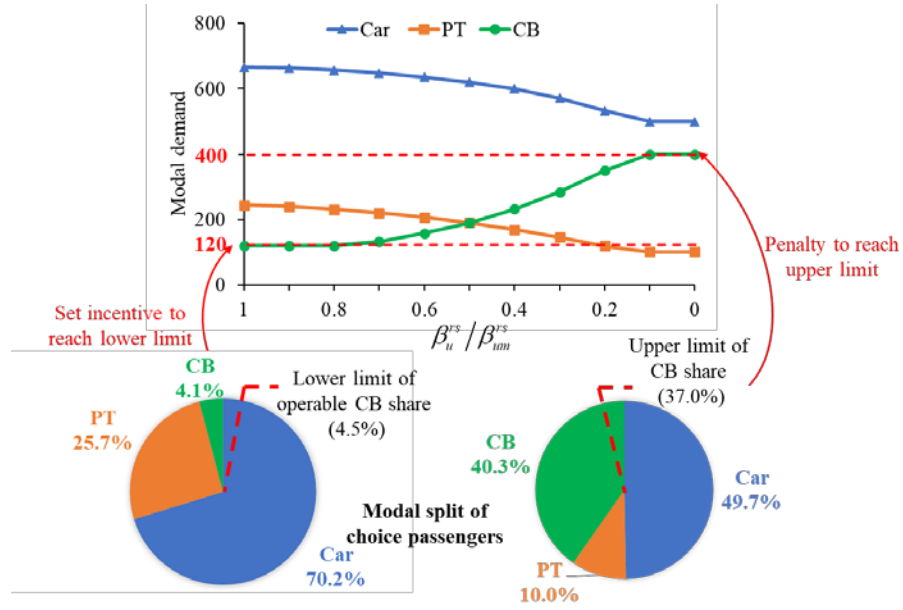 800
Car PT CB
600
Modal demand
400
200
120
0
1 0.8 0.6 0.4 0.2 0
β_u^{rs} / β_{um}^{rs}
Set incentive to
reach lower limit
Penalty to reach
upper limit
CB
4.1%
Lower limit of
operable CB share
(4.5%)
PT
25.7%
Car
70.2%
Modal split of
choice passengers
Upper limit of
CB share
(37.0%)
CB
40.3%
Car
49.7%
PT
10.0%